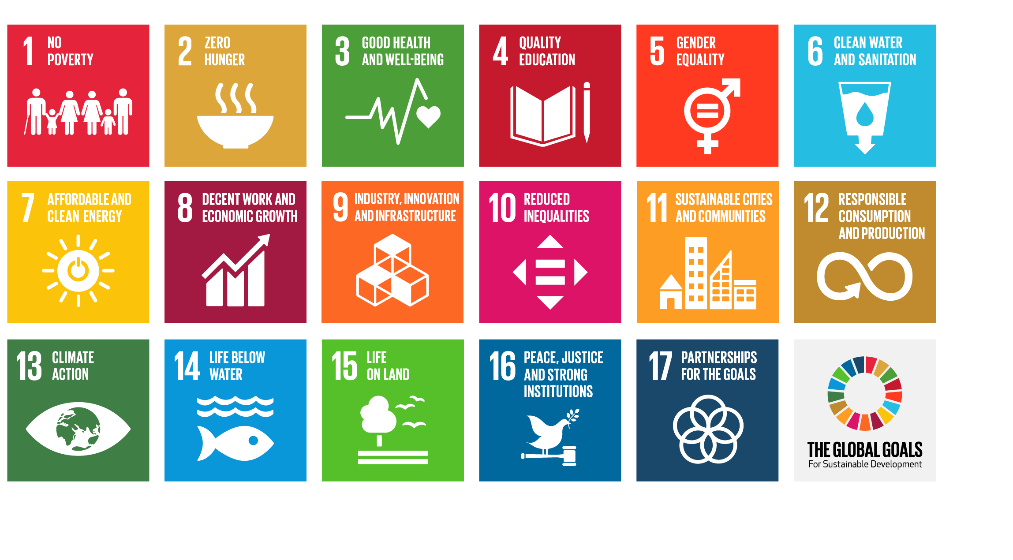 1 NO
POVERTY
2 ZERO
HUNGER
3 GOOD HEALTH
AND WELL-BEING
4 QUALITY
EDUCATION
5 GENDER
EQUALITY
6 CLEAN WATER
AND SANITATION
7 AFFORDABLE AND
CLEAN ENERGY
8 DECENT WORK AND
ECONOMIC GROWTH
9 INDUSTRY, INNOVATION
AND INFRASTRUCTURE
10 REDUCED
INEQUALITIES
11 SUSTAINABLE CITIES
AND COMMUNITIES
12 RESPONSIBLE
CONSUMPTION
AND PRODUCTION
13 CLIMATE
ACTION
14 LIFE BELOW
WATER
15 LIFE
ON LAND
16 PEACE, JUSTICE
AND STRONG
INSTITUTIONS
17 PARTNERSHIPS
FOR THE GOALS
THE GLOBAL GOALS
For Sustainable Development